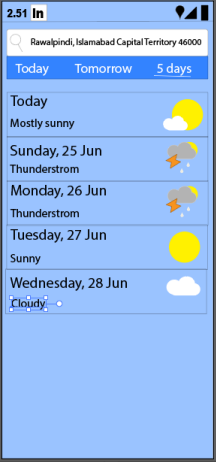 2.51 In
Rawalpindi, Islamabad Capital Territory 46000
Today Tomorrow 5 days
Today
Mostly sunny
Sunday, 25 Jun
Thunderstrom
Monday, 26 Jun
Thunderstrom
Tuesday, 27 Jun
Sunny
Wednesday, 28 Jun
Cloudy